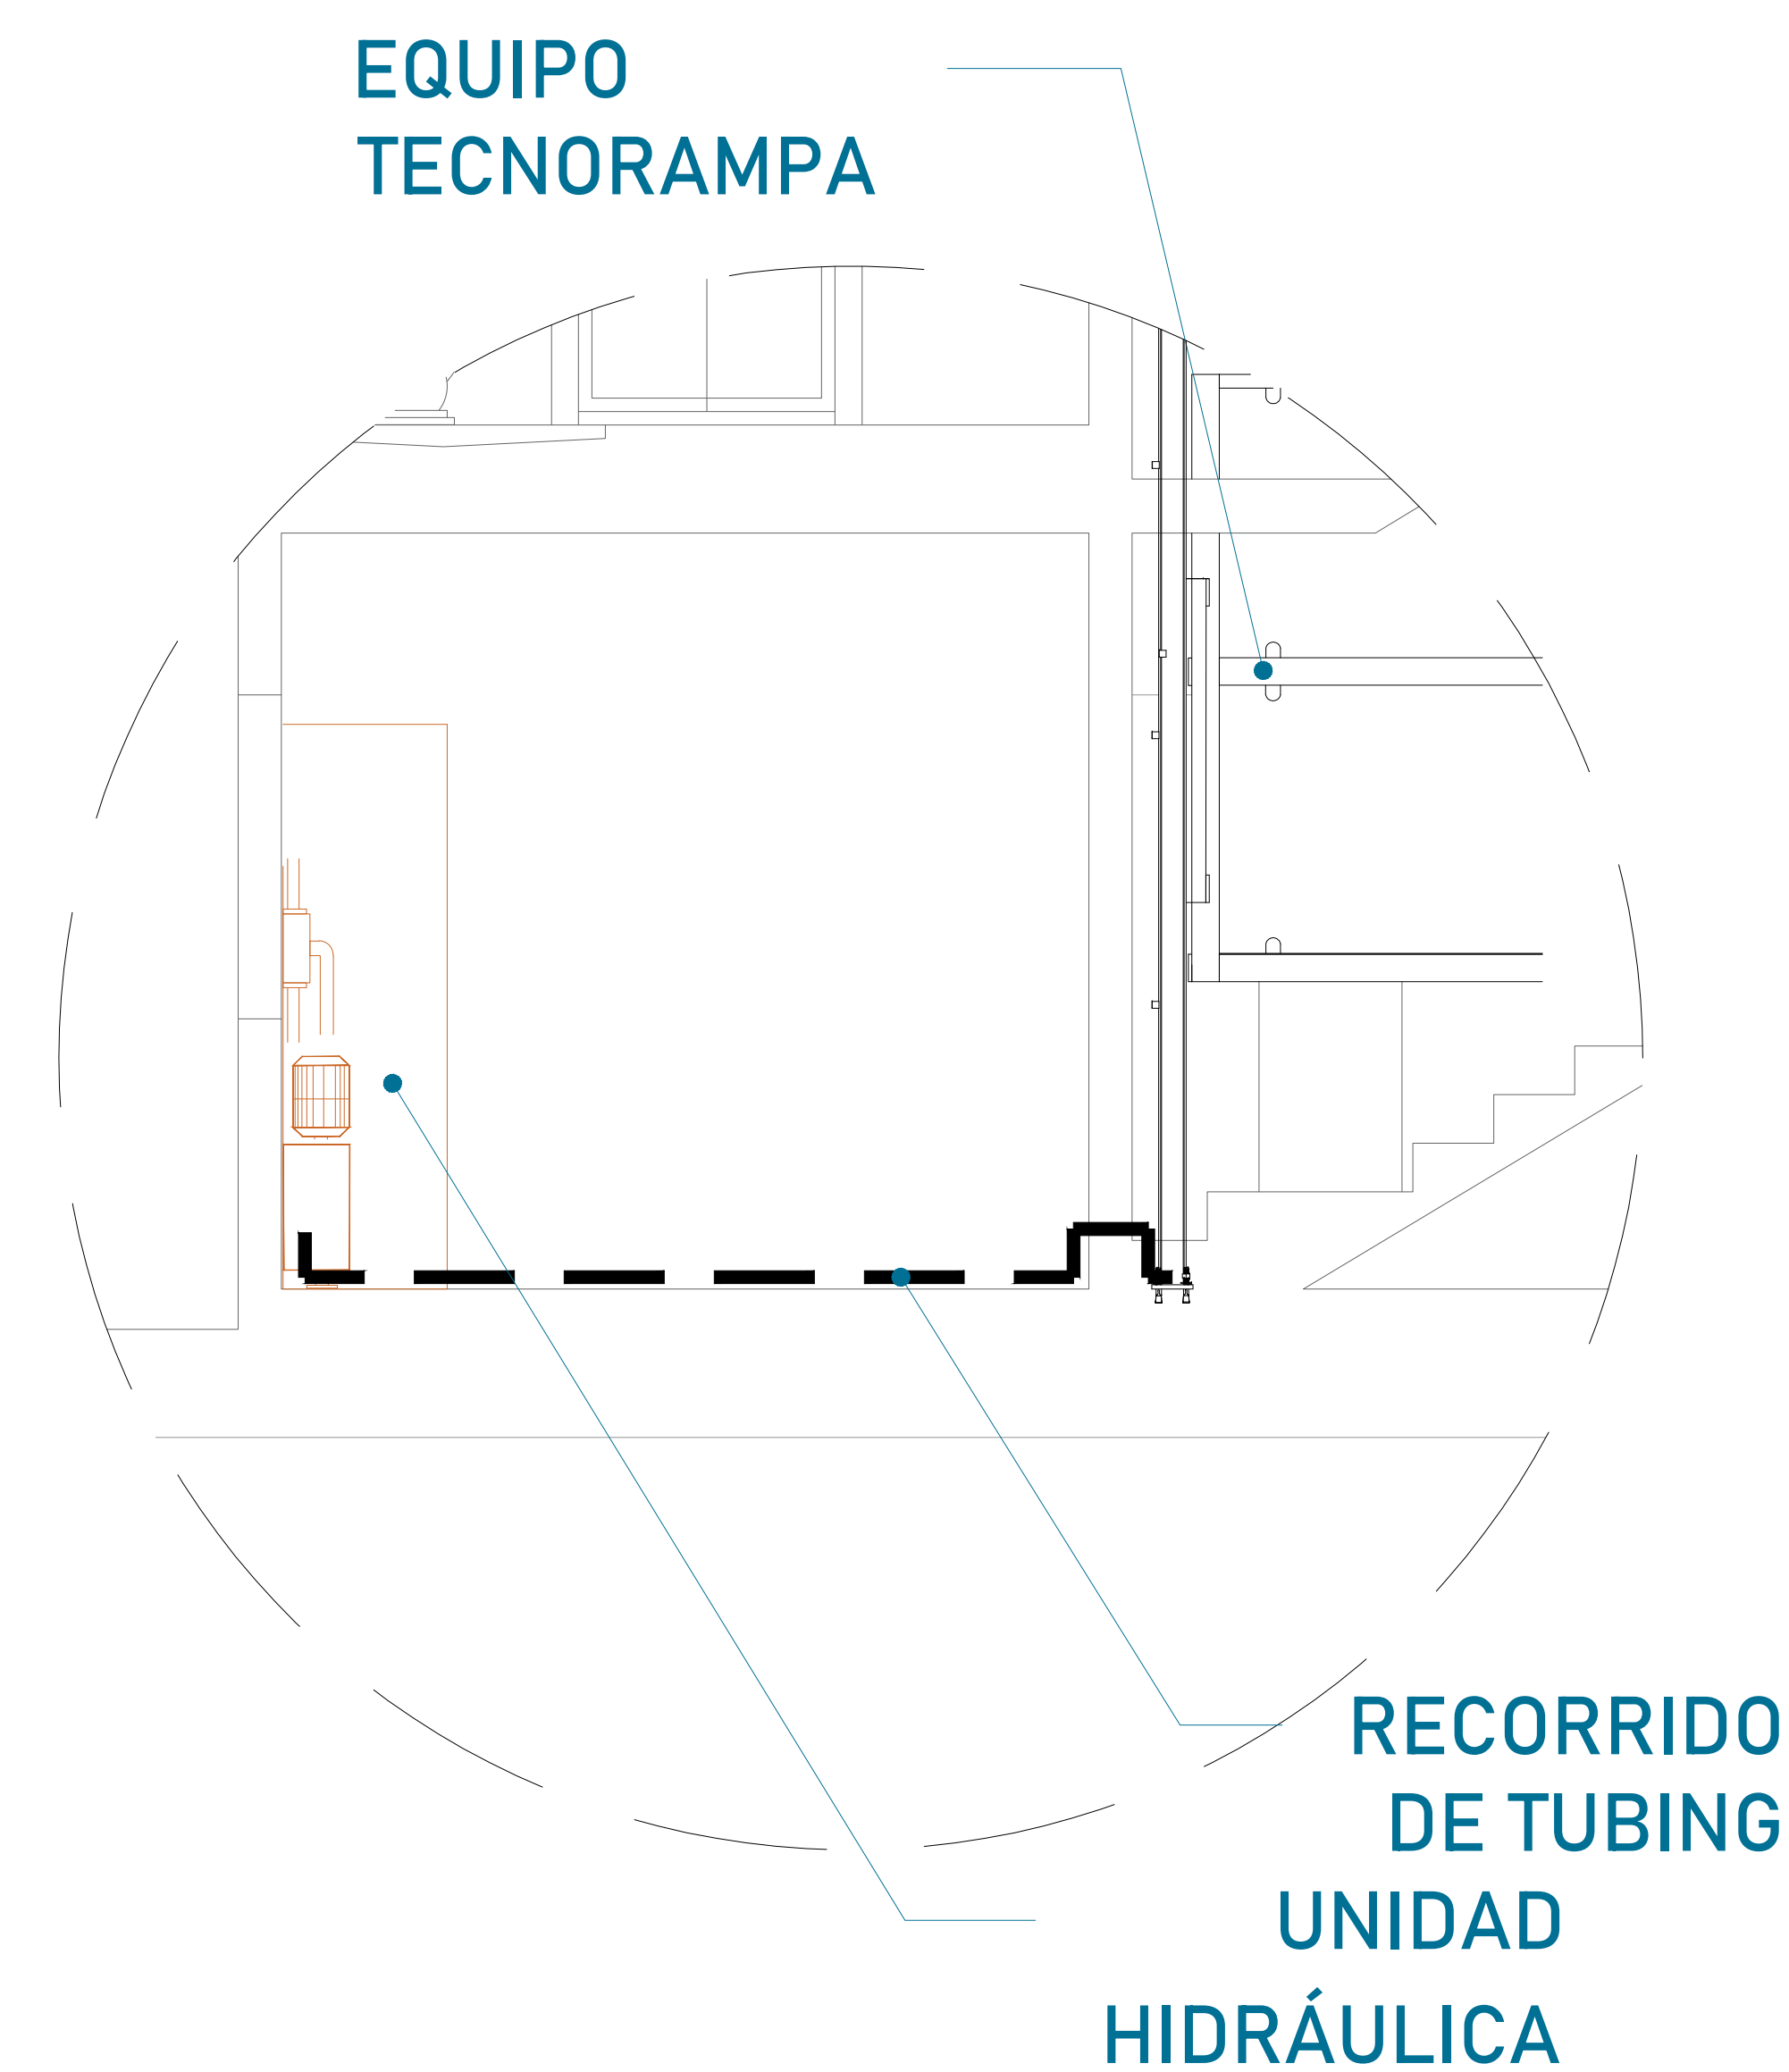 EQUIPO
TECNORAMPA
RECORRIDO
DE TUBING
UNIDAD
HIDRÁULICA